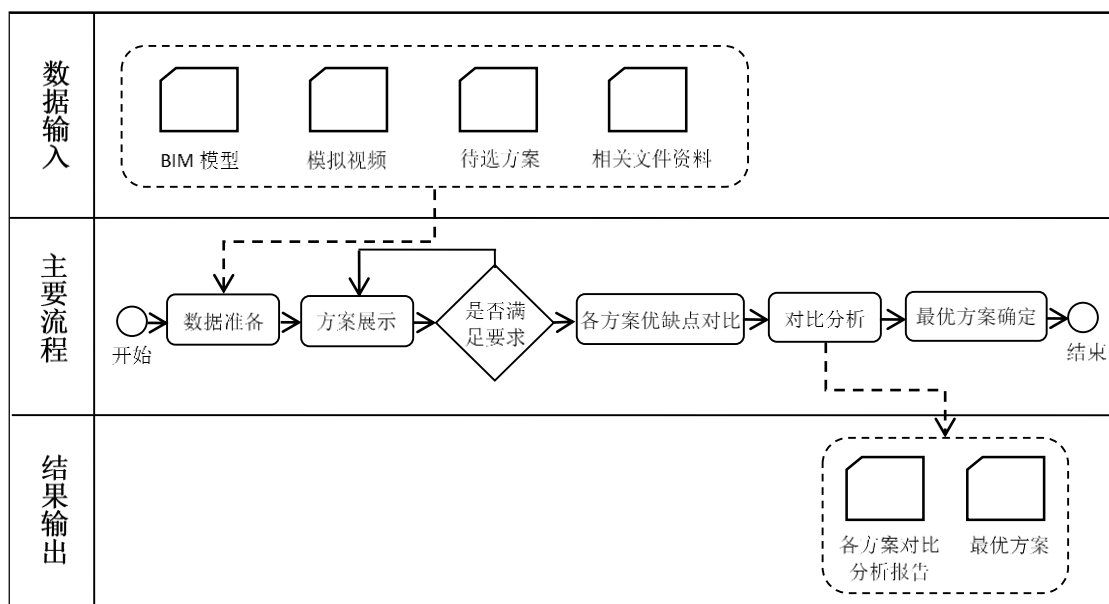 数据输入
BIM 模型
模拟视频
待选方案
相关文件资料
主要流程
开始
数据准备
方案展示
是否满
足要求
各方案优缺点对比
对比分析
最优方案确定
结束
结果输出
各方案对比
分析报告
最优方案